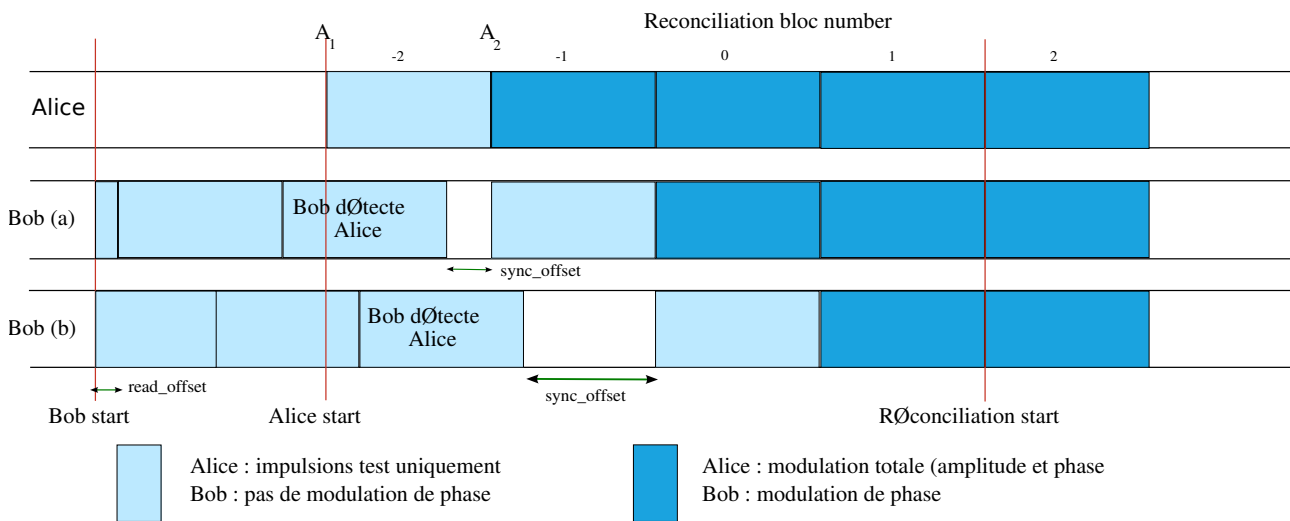 Reconciliation bloc number
A1
A2
-2
-1
0
1
2
Alice
Bob (a)
Bob dØtecte
Alice
sync_offset
Bob (b)
Bob dØtecte
Alice
read_offset
sync_offset
Bob start
Alice start
RØconciliation start
Alice : impulsions test uniquement
Bob : pas de modulation de phase
Alice : modulation totale (amplitude et phase
Bob : modulation de phase